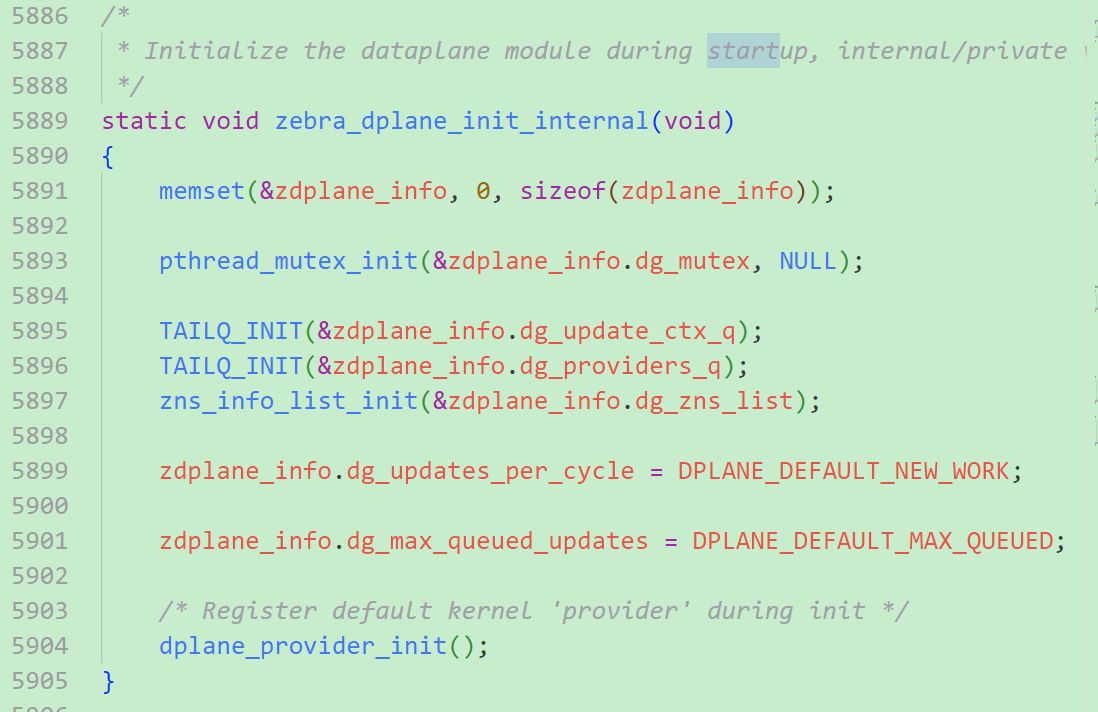 5886 /*
5887 * Initialize the dataplane module during startup, internal/private
5888 */
5889 static void zebra_dplane_init_internal(void)
5890 {
5891 memset(&zdplane_info, 0, sizeof(zdplane_info));
5892
5893 pthread_mutex_init(&zdplane_info.dg_mutex, NULL);
5894
5895 TAILQ_INIT(&zdplane_info.dg_update_ctx_q);
5896 TAILQ_INIT(&zdplane_info.dg_providers_q);
5897 zns_info_list_init(&zdplane_info.dg_zns_list);
5898
5899 zdplane_info.dg_updates_per_cycle = DPLANE_DEFAULT_NEW_WORK;
5900
5901 zdplane_info.dg_max_queued_updates = DPLANE_DEFAULT_MAX_QUEUED;
5902
5903 /* Register default kernel 'provider' during init */
5904 dplane_provider_init();
5905 }